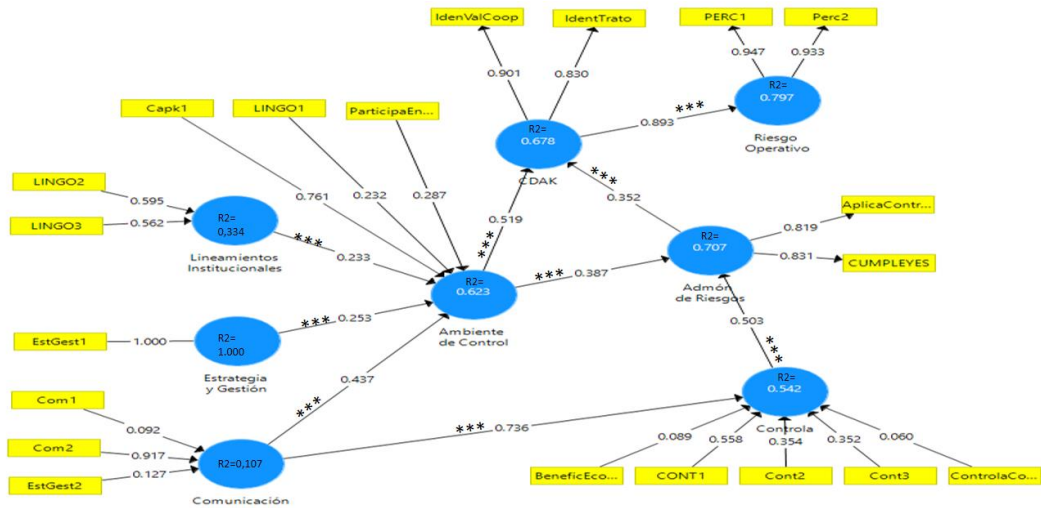 IdenValCoop
IdentTrato
PERC1
Perc2
0.901
0.830
0.947
0.933
Capk1
LINGO1
ParticipaEn...
R2=
0.678
CDAK
***
0.893
R2=
0.797
Riesgo
Operativo
LINGO2
0.595
LINGO3
0.562
R2=
0,334
Lineamientos
Institucionales
0.761
0.232
0.287
***
0.233
0.519
***
***
0.352
AplicaContr...
0.819
R2=
0.707
Admón
de Riesgos
0.831
CUMPLEYES
R2=
0.623
Ambiente
de Control
*** 0.387
EstGest1
1.000
R2=
1.000
Estrategia
y Gestión
***
0.253
0.503
***
0.437
Com1
0.092
Com2
0.917
EstGest2
0.127
R2=0,107
Comunicación
***
*** 0.736
R2=
0.542
Controla
0.089
0.558
0.354
0.352
0.060
BeneficEco...
CONT1
Cont2
Cont3
ControlaCo...